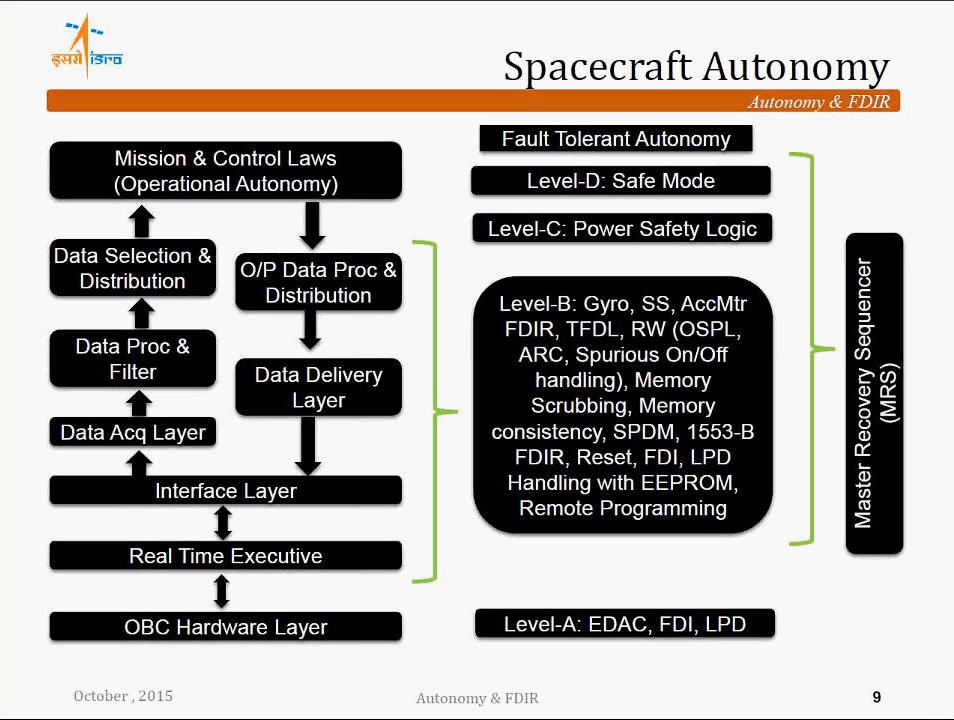 इसरो isro
Spacecraft Autonomy
Autonomy & FDIR
Mission & Control Laws
(Operational Autonomy)
Data Selection &
Distribution
Data Proc &
Filter
Data Acq Layer
O/P Data Proc &
Distribution
Data Delivery
Layer
Interface Layer
Real Time Executive
OBC Hardware Layer
Fault Tolerant Autonomy
Level-D: Safe Mode
Level-C: Power Safety Logic
Level-B: Gyro, SS, AccMtr
FDIR, TFDL, RW (OSPL,
ARC, Spurious On/Off
handling), Memory
Scrubbing, Memory
consistency, SPDM, 1553-B
FDIR, Reset, FDI, LPD
Handling with EEPROM,
Remote Programming
Level-A: EDAC, FDI, LPD
Master Recovery Sequencer
(MRS)
October , 2015
Autonomy & FDIR
9